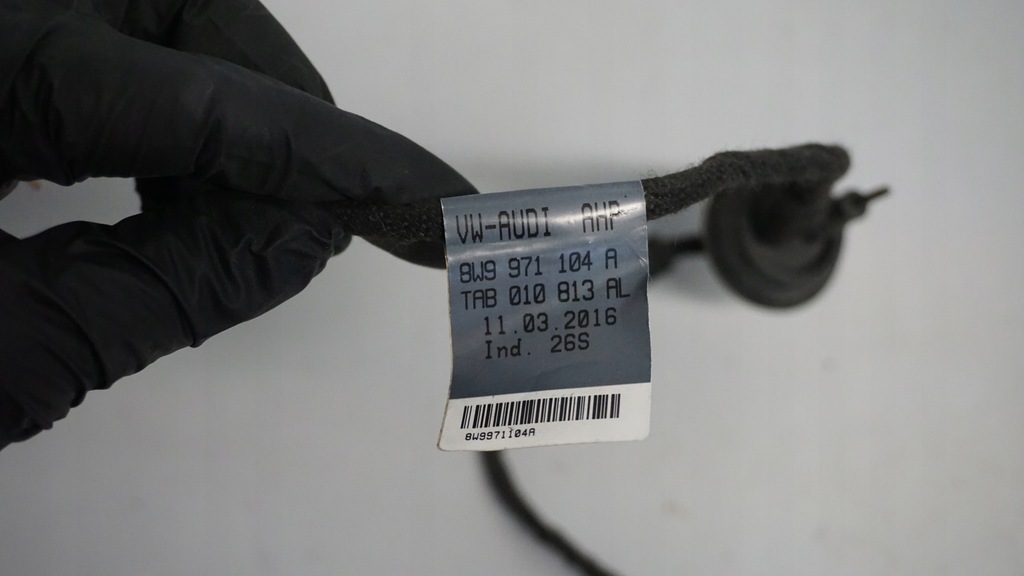 VW-AUDI AHP
8W9 971 104 A
TAB 010 813 AL
11.03.2016
Ind. 26S
8W9971104A